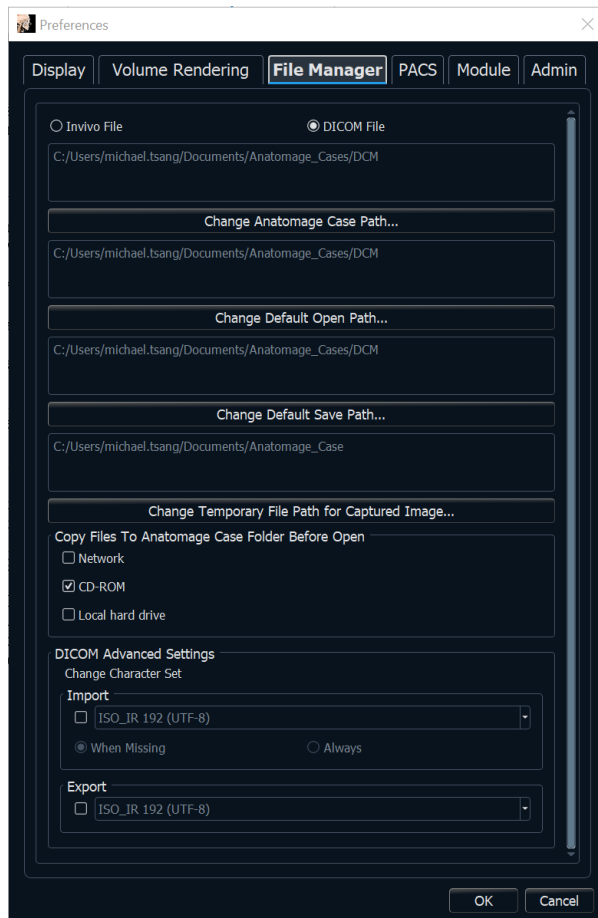 Preferences
Display Volume Rendering File Manager PACS Module Admin
Invivo File DICOM File
C:/Users/michael.tsang/Documents/Anatomage_Cases/DCM
Change Anatomage Case Path...
C:/Users/michael.tsang/Documents/Anatomage_Cases/DCM
Change Default Open Path...
C:/Users/michael.tsang/Documents/Anatomage_Cases/DCM
Change Default Save Path...
C:/Users/michael.tsang/Documents/Anatomage_Case
Change Temporary File Path for Captured Image...
Copy Files To Anatomage Case Folder Before Open
Network
CD-ROM
Local hard drive
DICOM Advanced Settings
Change Character Set
Import
ISO_IR 192 (UTF-8)
When Missing Always
Export
ISO_IR 192 (UTF-8)
OK Cancel